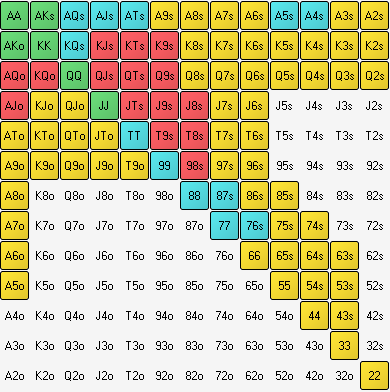 AA AKs AQs AJs ATs A9s A8s A7s A6s A5s A4s A3s A2s
AKo KK KQs KJs KTs K9s K8s K7s K6s K5s K4s K3s K2s
AQo KQo QQ QJs QTs Q9s Q8s Q7s Q6s Q5s Q4s Q3s Q2s
AJo KJo QJo JJ JTs J9s J8s J7s J6s J5s J4s J3s J2s
ATo KTo QTo JTo TT T9s T8s T7s T6s T5s T4s T3s T2s
A9o K9o Q9o J9o T9o 99 98s 97s 96s 95s 94s 93s 92s
A8o K8o Q8o J8o T8o 98o 88 87s 86s 85s 84s 83s 82s
A7o K7o Q7o J7o T7o 97o 87o 77 76s 75s 74s 73s 72s
A6o K6o Q6o J6o T6o 96o 86o 76o 66 65s 64s 63s 62s
A5o K5o Q5o J5o T5o 95o 85o 75o 65o 55 54s 53s 52s
A4o K4o Q4o J4o T4o 94o 84o 74o 64o 54o 44 43s 42s
A3o K3o Q3o J3o T3o 93o 83o 73o 63o 53o 43o 33 32s
A2o K2o Q2o J2o T2o 92o 82o 72o 62o 52o 42o 32o 22